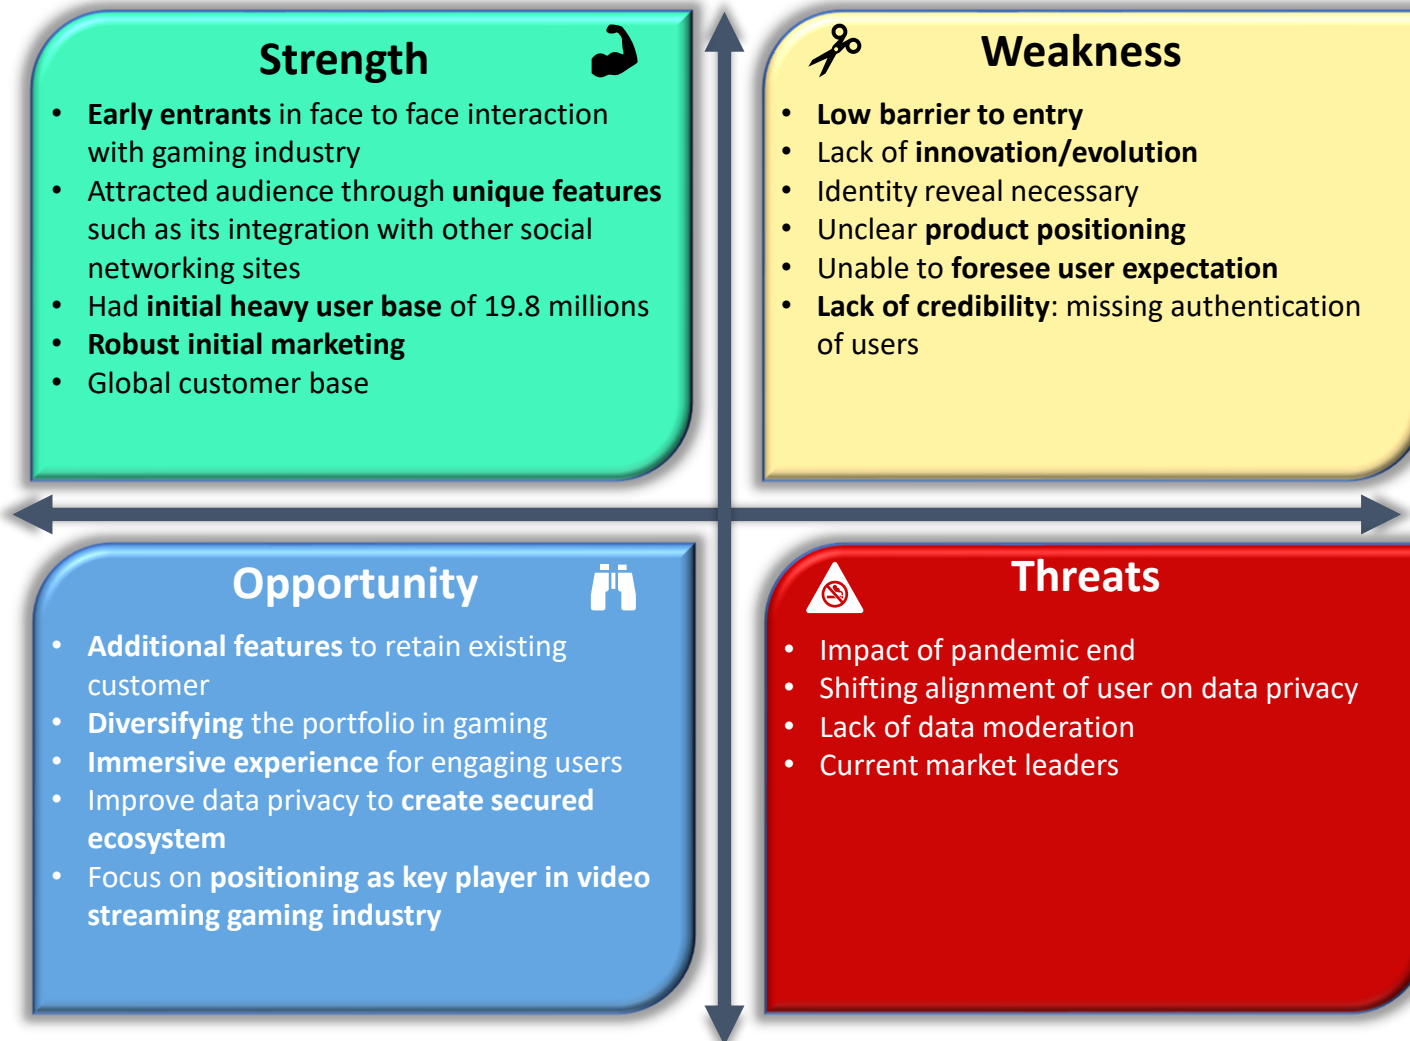 Strength
• Early entrants in face to face interaction
with gaming industry
• Attracted audience through unique features
such as its integration with other social
networking sites
• Had initial heavy user base of 19.8 millions
• Robust initial marketing
• Global customer base
Weakness
• Low barrier to entry
• Lack of innovation/evolution
• Identity reveal necessary
• Unclear product positioning
• Unable to foresee user expectation
• Lack of credibility: missing authentication
of users
Opportunity
• Additional features to retain existing
customer
• Diversifying the portfolio in gaming
• Immersive experience for engaging users
• Improve data privacy to create secured
ecosystem
• Focus on positioning as key player in video
streaming gaming industry
Threats
• Impact of pandemic end
• Shifting alignment of user on data privacy
• Lack of data moderation
• Current market leaders